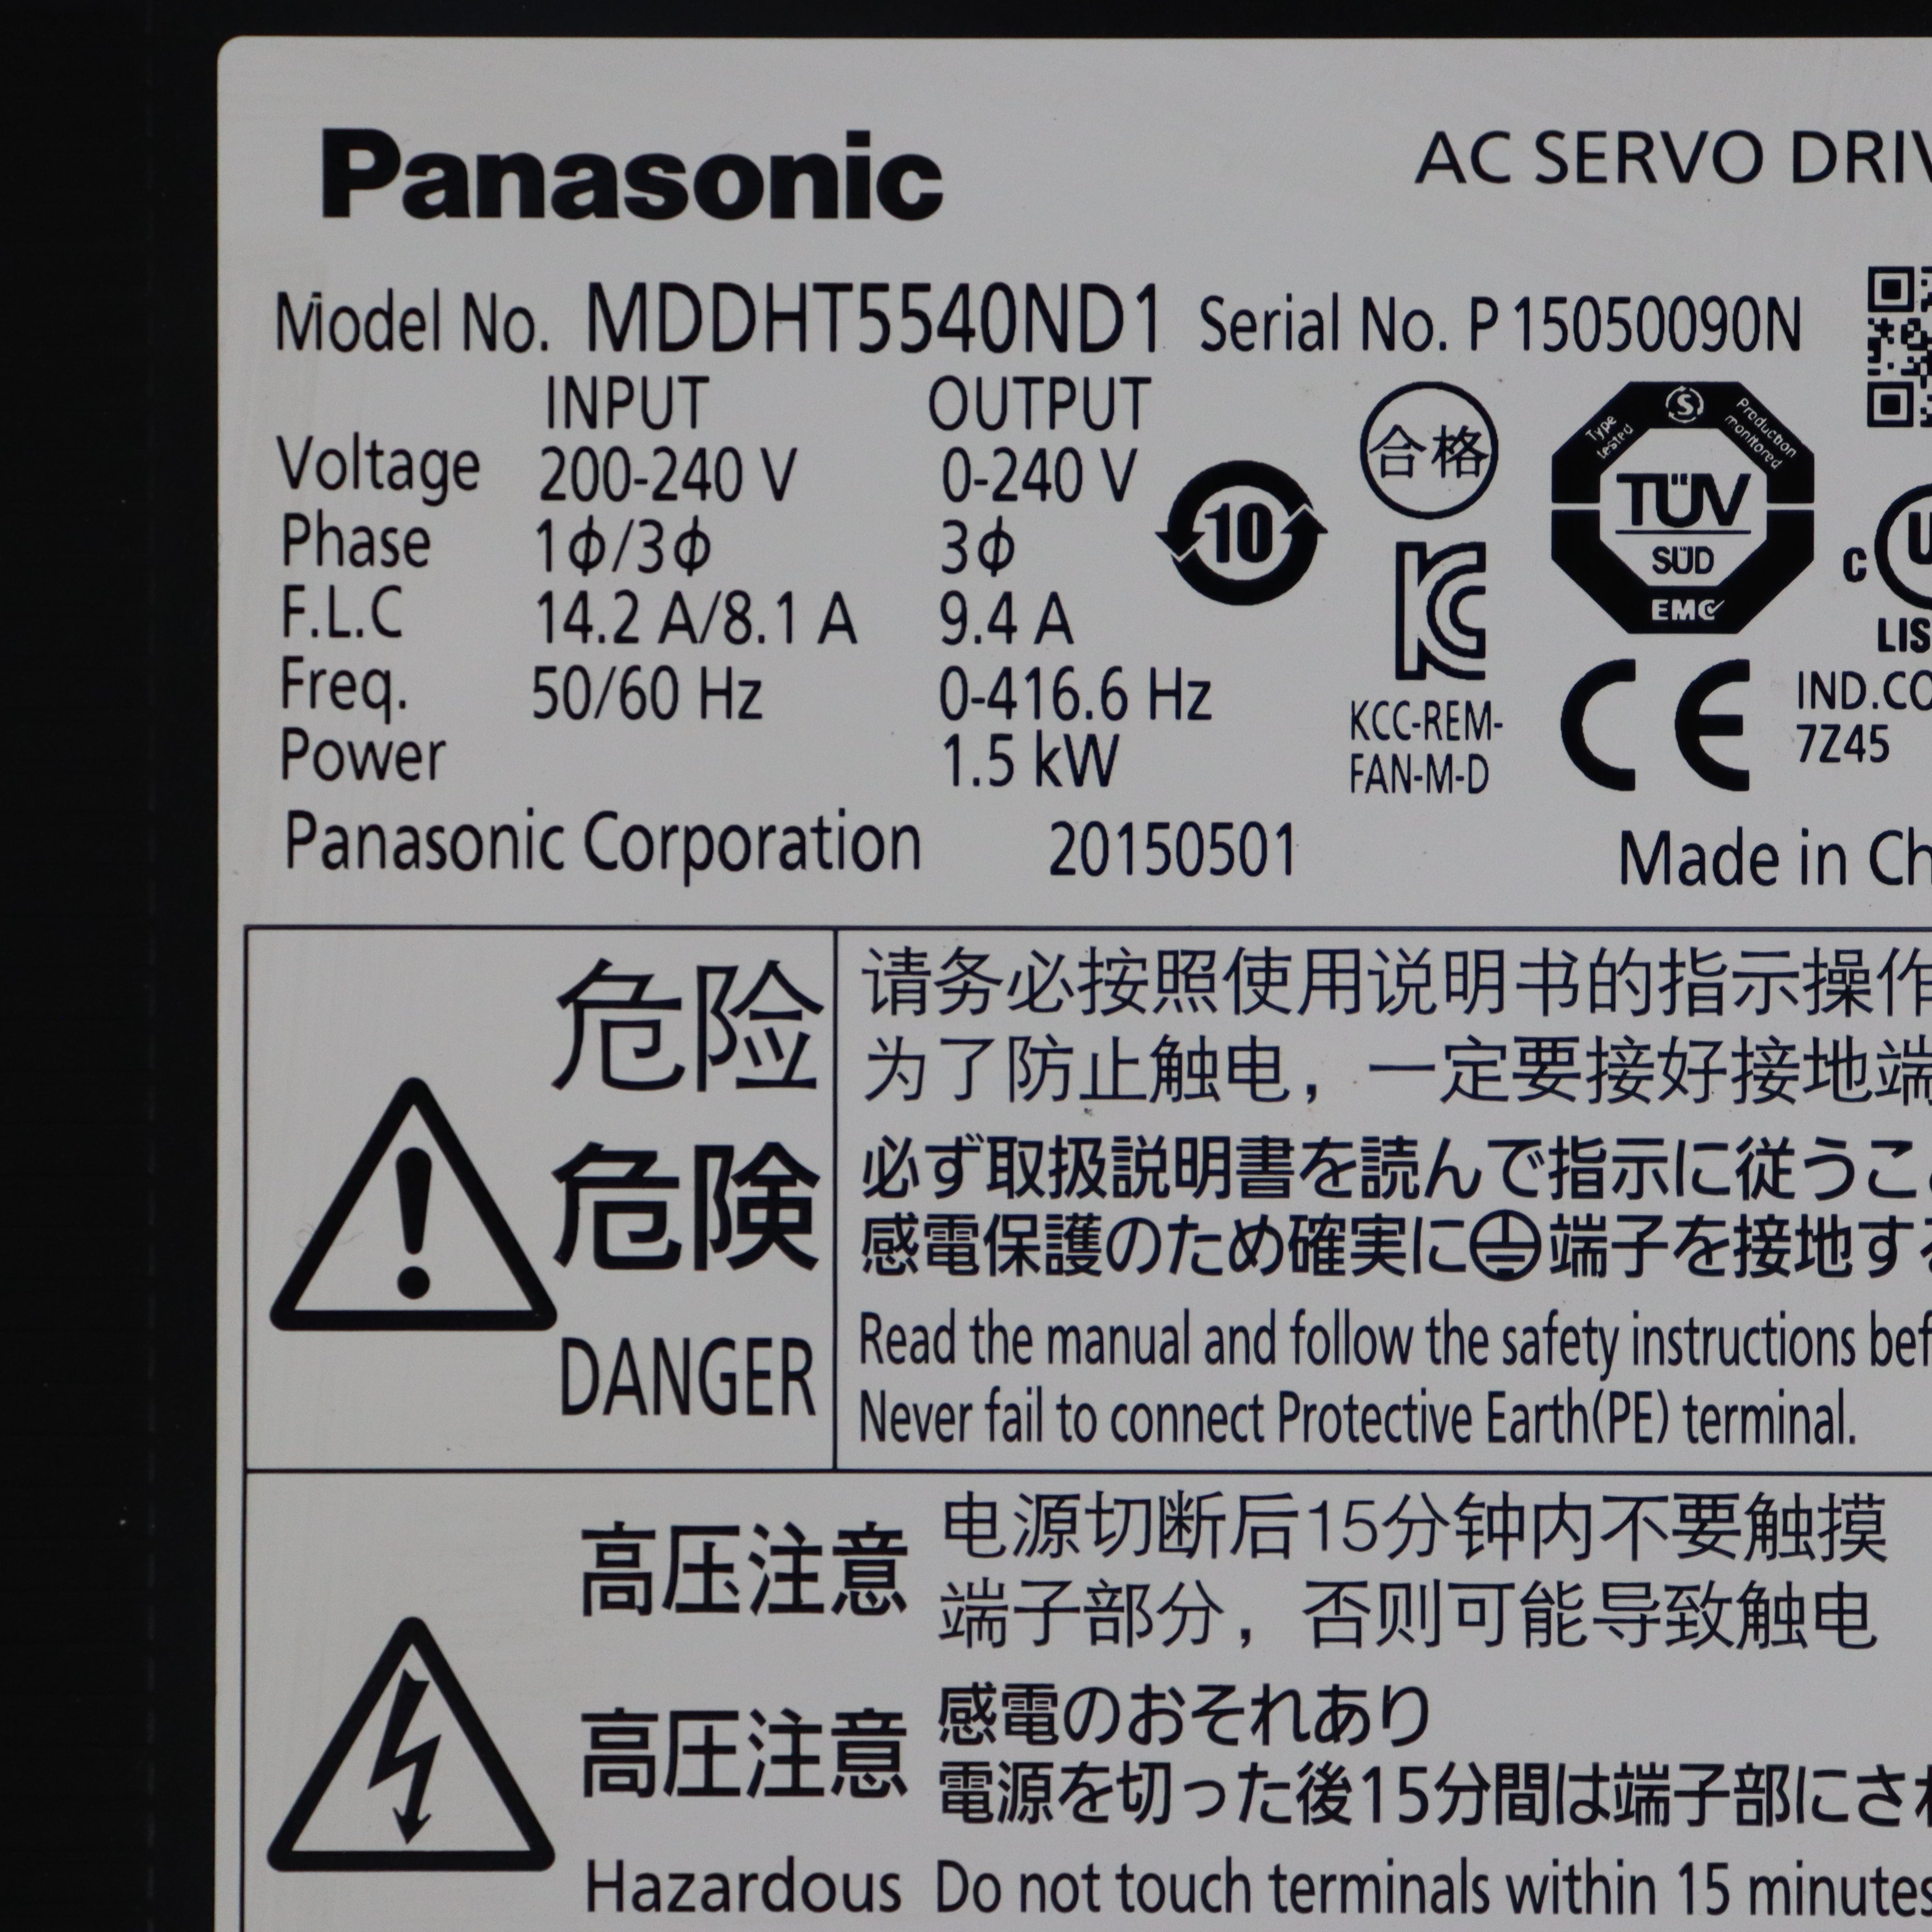 Panasonic
AC SERVO DRIV
Model No. MDDHT5540ND1 Serial No. P15050090N
INPUT OUTPUT
Voltage 200-240 V 0-240 V
Phase 1ϕ/3ϕ 3ϕ
F.L.C 14.2 A/8.1 A 9.4 A
Freq. 50/60 Hz 0-416.6 Hz
Power 1.5 kW
10
合格
KC
KCC-REM-
FAN-M-D
Type tested
Production monitored
TÜV
SÜD
EMC
CE
C
LIS
IND.CO
7Z45
Panasonic Corporation 20150501 Made in Ch
危险
危険
DANGER
请务必按照使用说明书的指示操作
为了防止触电，一定要接好接地端
必ず取扱説明書を読んで指示に従うこ
感電保護のため確実に端子を接地す
Read the manual and follow the safety instructions bef
Never fail to connect Protective Earth(PE) terminal.
高压注意
电源切断后15分钟内不要触摸
端子部分，否则可能导致触电
高圧注意
感電のおそれあり
電源を切った後15分間は端子部にさ
Hazardous Do not touch terminals within 15 minutes